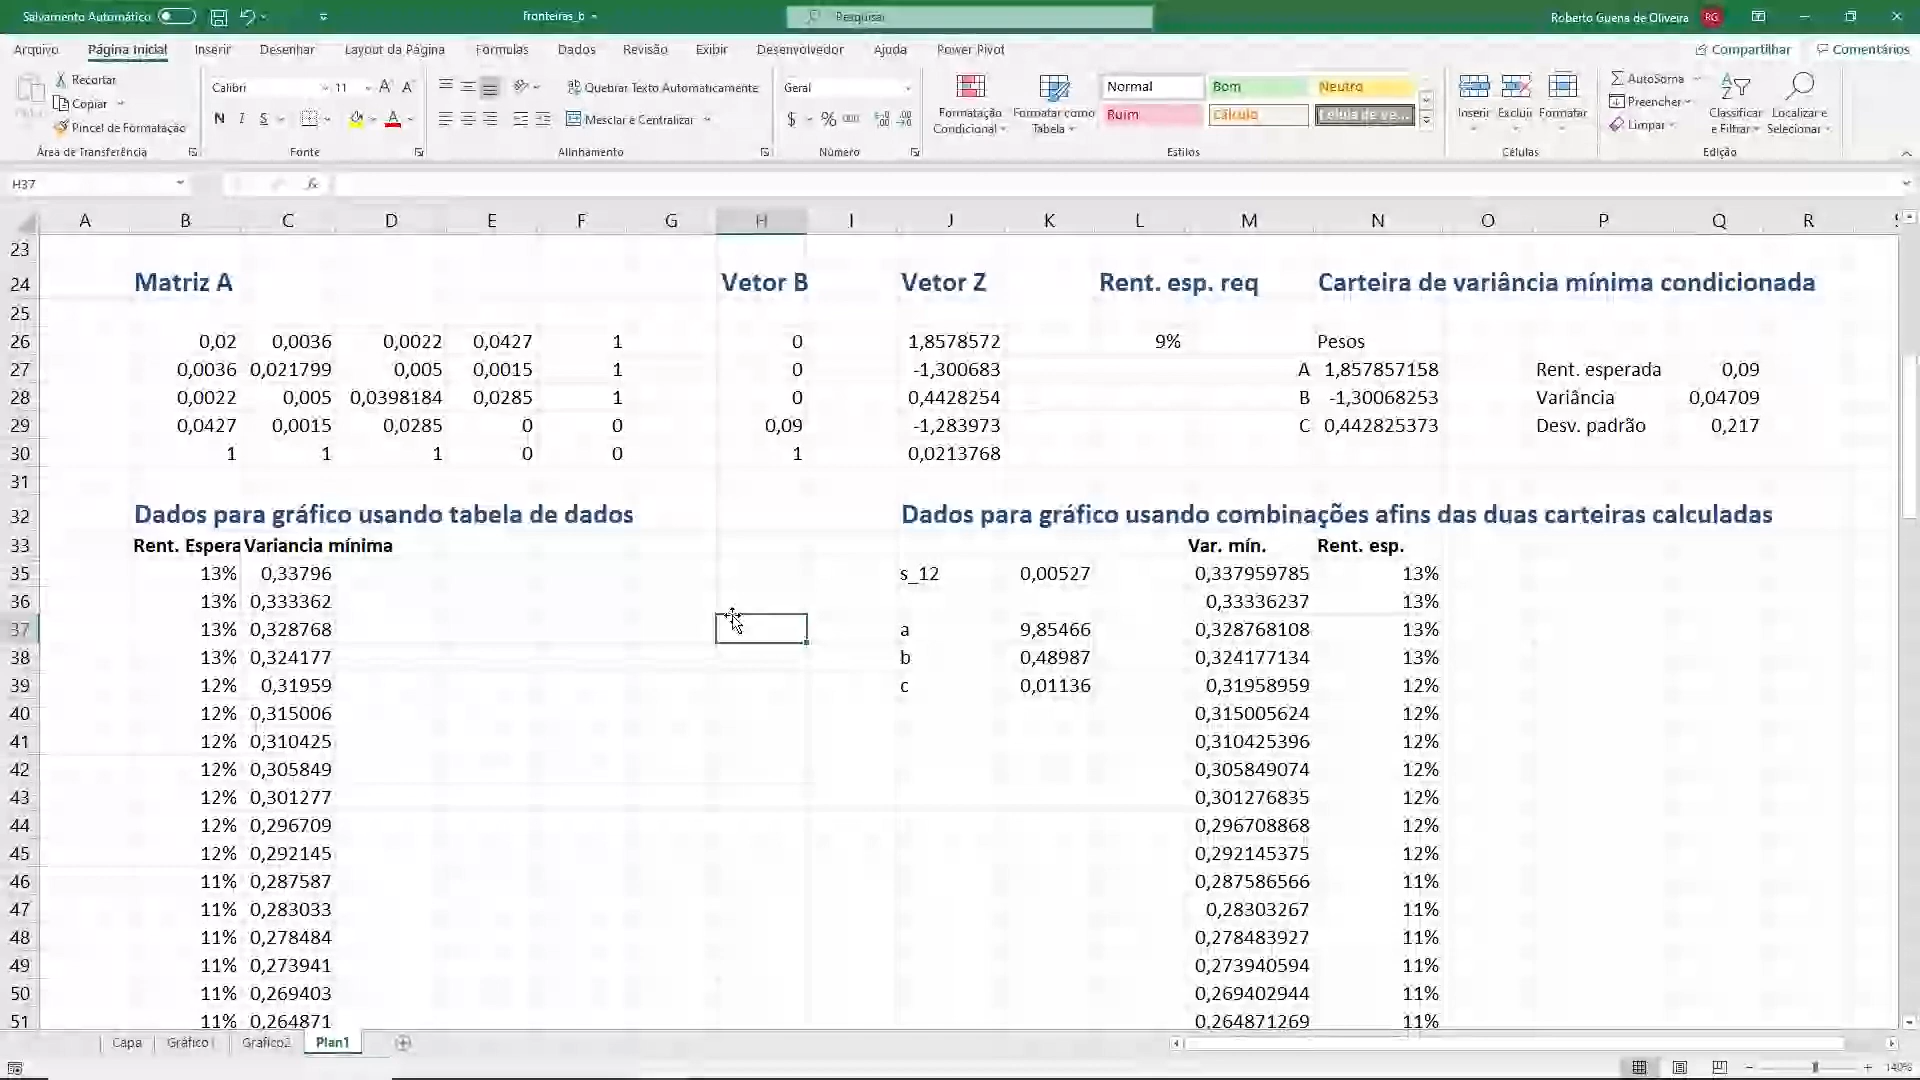 Salvamento Automático
Fronteiras_b
Pesquisar
Roberto Guena de Oliveira
RG
Arquivo Página Inicial Inserir Desenhar Layout da Página Fórmulas Dados Revisão Exibir Desenvolvedor Ajuda Power Pivot
Compartilhar Comentários
Recortar
Copiar
Pincel de Formatação
Área de Transferência
Calibri 11
N I S
Fonte
Quebrar Texto Automaticamente
Mesclar e Centralizar
Alinhamento
Geral
$ % 000
Número
Formatação Condicional
Formatar como Tabela
Normal Bom Neutro
Ruim Cálculo Célula de ve...
Estilos
Inserir Excluir Formatar
Células
AutoSoma
Preencher
Limpar
Classificar e Filtrar
Localizar e Selecionar
Edição
H37
fx
A B C D E F G H I J K L M N O P Q R
23
24 Matriz A Vetor B Vetor Z Rent. esp. req Carteira de variância mínima condicionada
25
26 0,02 0,0036 0,0022 0,0427 1 0 1,8578572 9% Pesos
27 0,0036 0,021799 0,005 0,0015 1 0 -1,300683 A 1,857857158 Rent. esperada 0,09
28 0,0022 0,005 0,0398184 0,0285 1 0 0,4428254 B -1,30068253 Variância 0,04709
29 0,0427 0,0015 0,0285 0 0 0,09 -1,283973 C 0,442825373 Desv. padrão 0,217
30 1 1 1 0 0 1 0,0213768
31
32 Dados para gráfico usando tabela de dados Dados para gráfico usando combinações afins das duas carteiras calculadas
33 Rent. Espera Variancia mínima Var. mín. Rent. esp.
35 13% 0,33796 s_12 0,00527 0,337959785 13%
36 13% 0,333362 0,33336237 13%
37 13% 0,328768 a 9,85466 0,328768108 13%
38 13% 0,324177 b 0,48987 0,324177134 13%
39 12% 0,31959 c 0,01136 0,31958959 12%
40 12% 0,315006 0,315005624 12%
41 12% 0,310425 0,310425396 12%
42 12% 0,305849 0,305849074 12%
43 12% 0,301277 0,301276835 12%
44 12% 0,296709 0,296708868 12%
45 12% 0,292145 0,292145375 12%
46 11% 0,287587 0,287586566 11%
47 11% 0,283033 0,28303267 11%
48 11% 0,278484 0,278483927 11%
49 11% 0,273941 0,273940594 11%
50 11% 0,269403 0,269402944 11%
51 11% 0,264871 0,264871269 11%
Capa Gráfico1 Grafico2 Plan1
140%